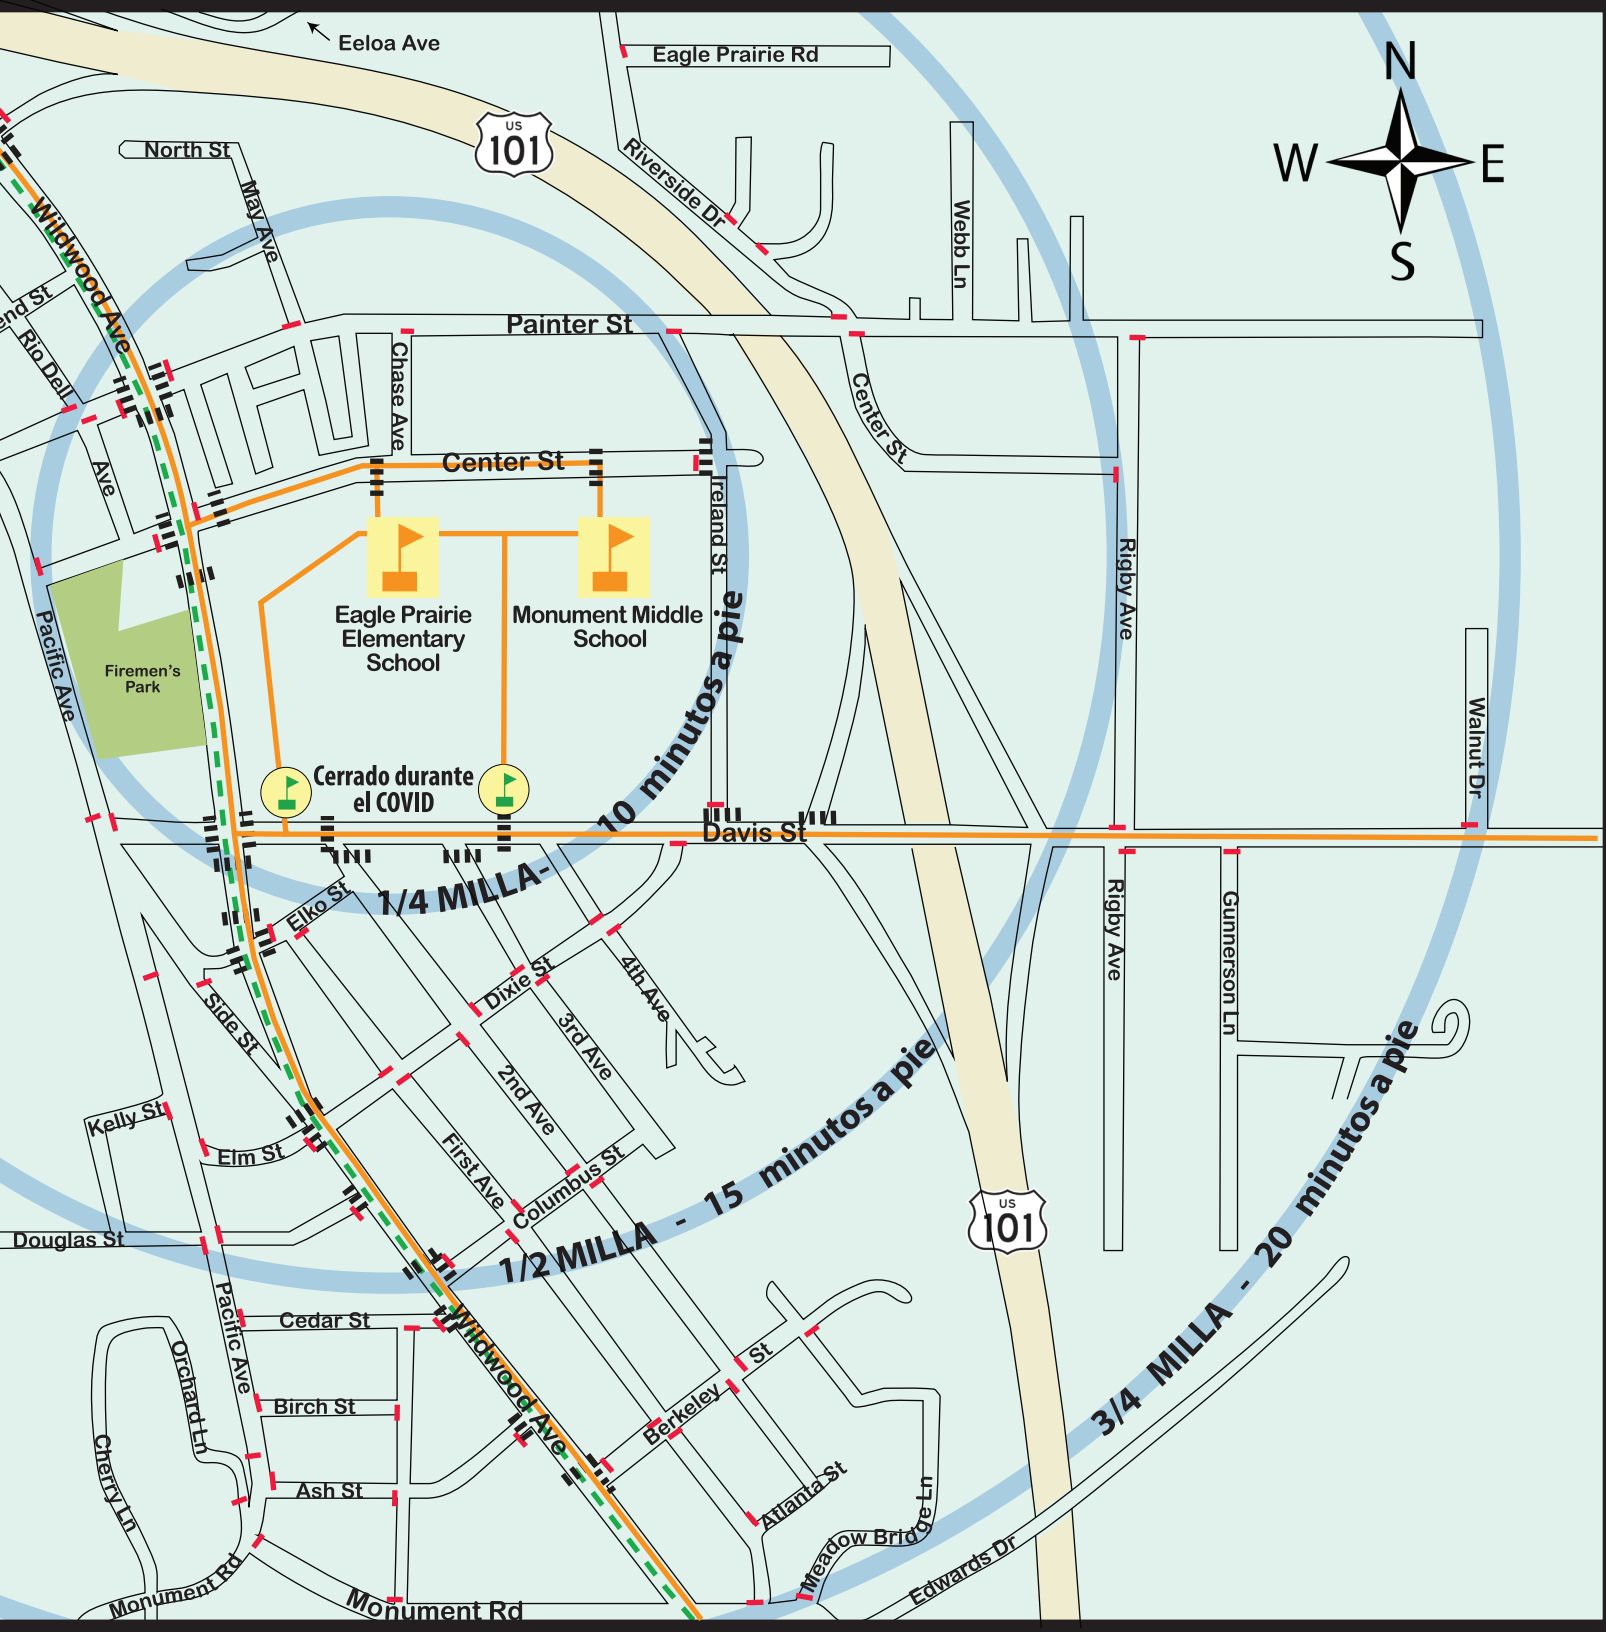 Eeloa Ave
Eagle Prairie Rd
N
W
E
S
US
101
North St
May Ave
Riverside Dr
Webb Ln
Wildwood Ave
end St
Rio Dell
Ave
Painter St
Chase Ave
Center St
Center St
Ireland St
Rigby Ave
Eagle Prairie
Elementary
School
Monument Middle
School
Firemen's
Park
Pacific Ave
Walnut Dr
Cerrado durante
el COVID
Davis St
1/4 MILLA- 10 minutos a pie
Elko St
Side St
Dixie St
4th Ave
3rd Ave
2nd Ave
First Ave
Columbus St
Rigby Ave
Gunnerson Ln
1/2 MILLA - 15 minutos a pie
3/4 MILLA - 20 minutos a pie
Kelly St
Elm St
Douglas St
US
101
Pacific Ave
Cedar St
Birch St
Ash St
Orchard Ln
Cherry Ln
Wildwood Ave
Berkeley St
Atlanta St
Meadow Bridge Ln
Edwards Dr
Monument Rd
Monument Rd